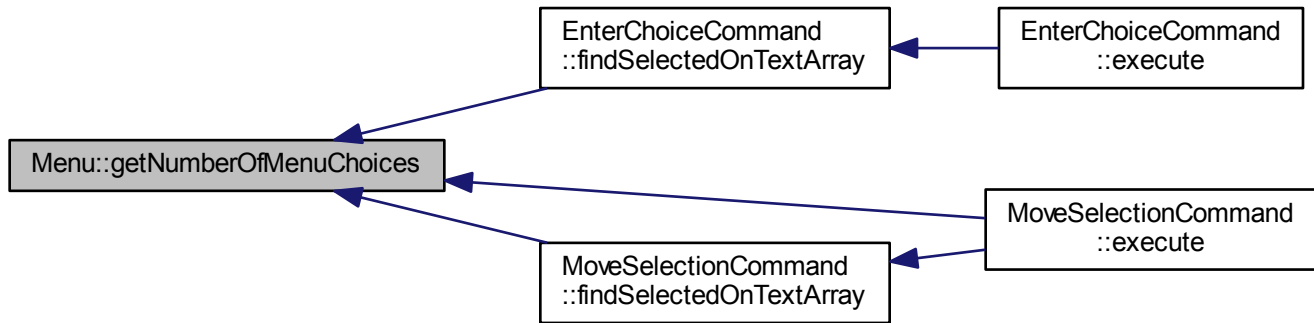 EnterChoiceCommand
::findSelectedOnTextArray
EnterChoiceCommand
::execute
Menu::getNumberOfMenuChoices
MoveSelectionCommand
::execute
MoveSelectionCommand
::findSelectedOnTextArray